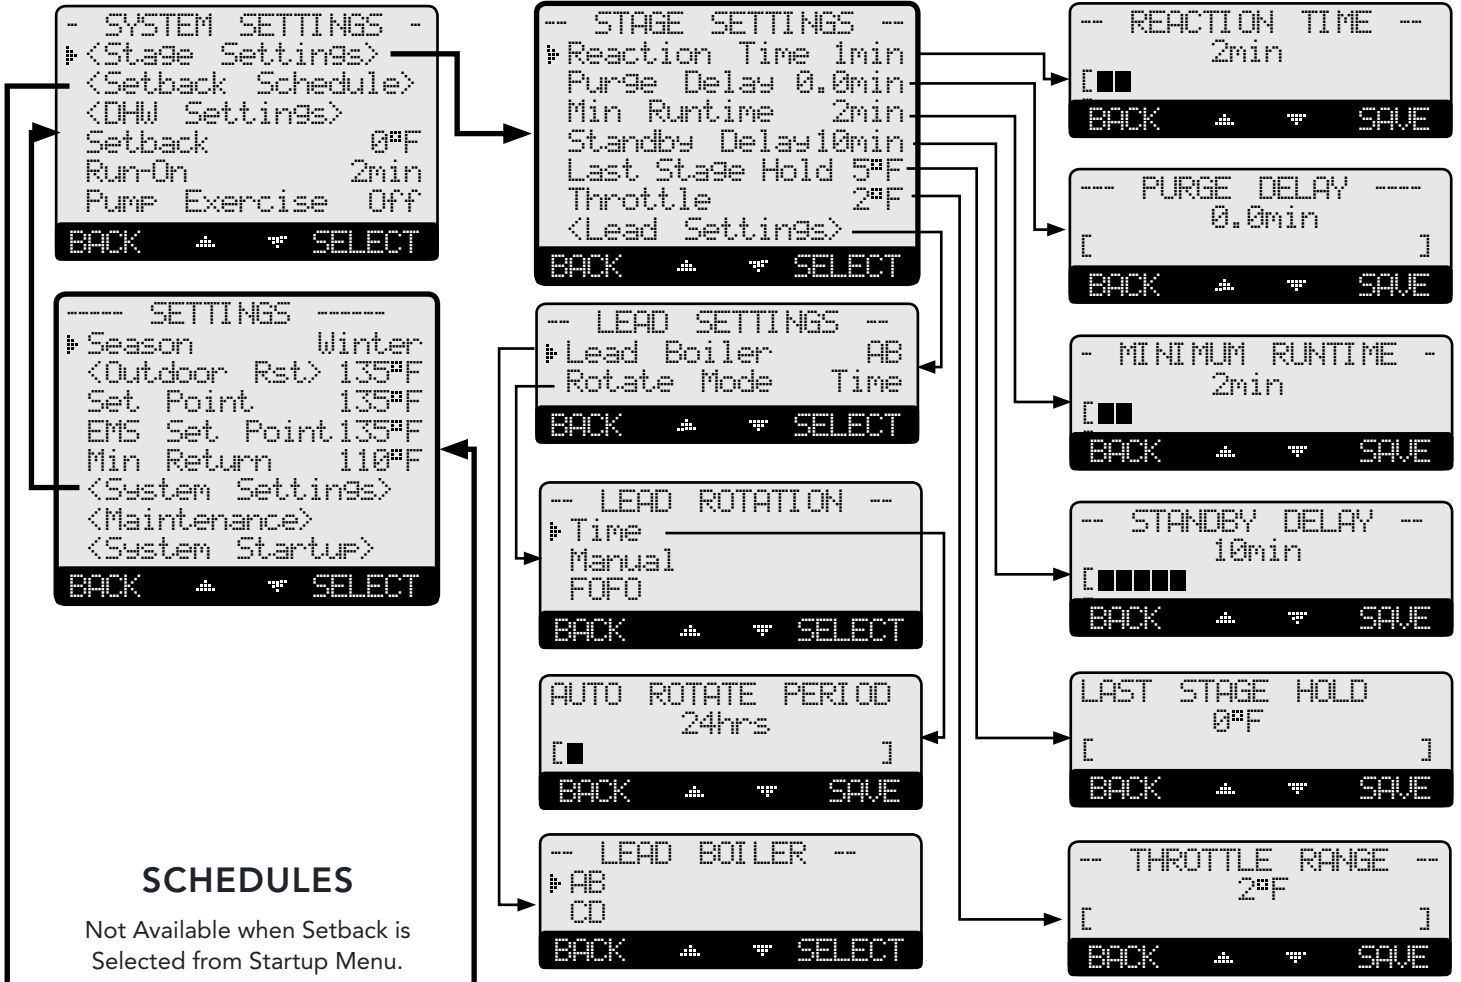 - SYSTEM SETTINGS -
<Stage Settings>
<Setback Schedule>
<DHW Settings>
Setback 0°F
Run-On 2min
Pump Exercise Off
BACK SELECT
----- SETTINGS ------
Season Winter
<Outdoor Rst> 135°F
Set Point 135°F
EMS Set Point 135°F
Min Return 110°F
<System Settings>
<Maintenance>
<System Startup>
BACK SELECT
SCHEDULES
Not Available when Setback is
Selected from Startup Menu.
-- STAGE SETTINGS --
Reaction Time 1min
Purge Delay 0.0min
Min Runtime 2min
Standby Delay10min
Last Stage Hold 5°F
Throttle 2°F
<Lead Settings>
BACK SELECT
-- LEAD SETTINGS --
Lead Boiler AB
Rotate Mode Time
BACK SELECT
-- LEAD ROTATION --
Time
Manual
FOFO
BACK SELECT
AUTO ROTATE PERIOD
24hrs
[ ]
BACK SAVE
-- LEAD BOILER --
AB
CD
BACK SELECT
-- REACTION TIME --
2min
[
BACK SAVE
--- PURGE DELAY ----
0.0min
[ ]
BACK SAVE
- MINIMUM RUNTIME -
2min
[
BACK SAVE
-- STANDBY DELAY --
10min
[
BACK SAVE
LAST STAGE HOLD
0°F
[ ]
BACK SAVE
-- THROTTLE RANGE --
2°F
[ ]
BACK SAVE